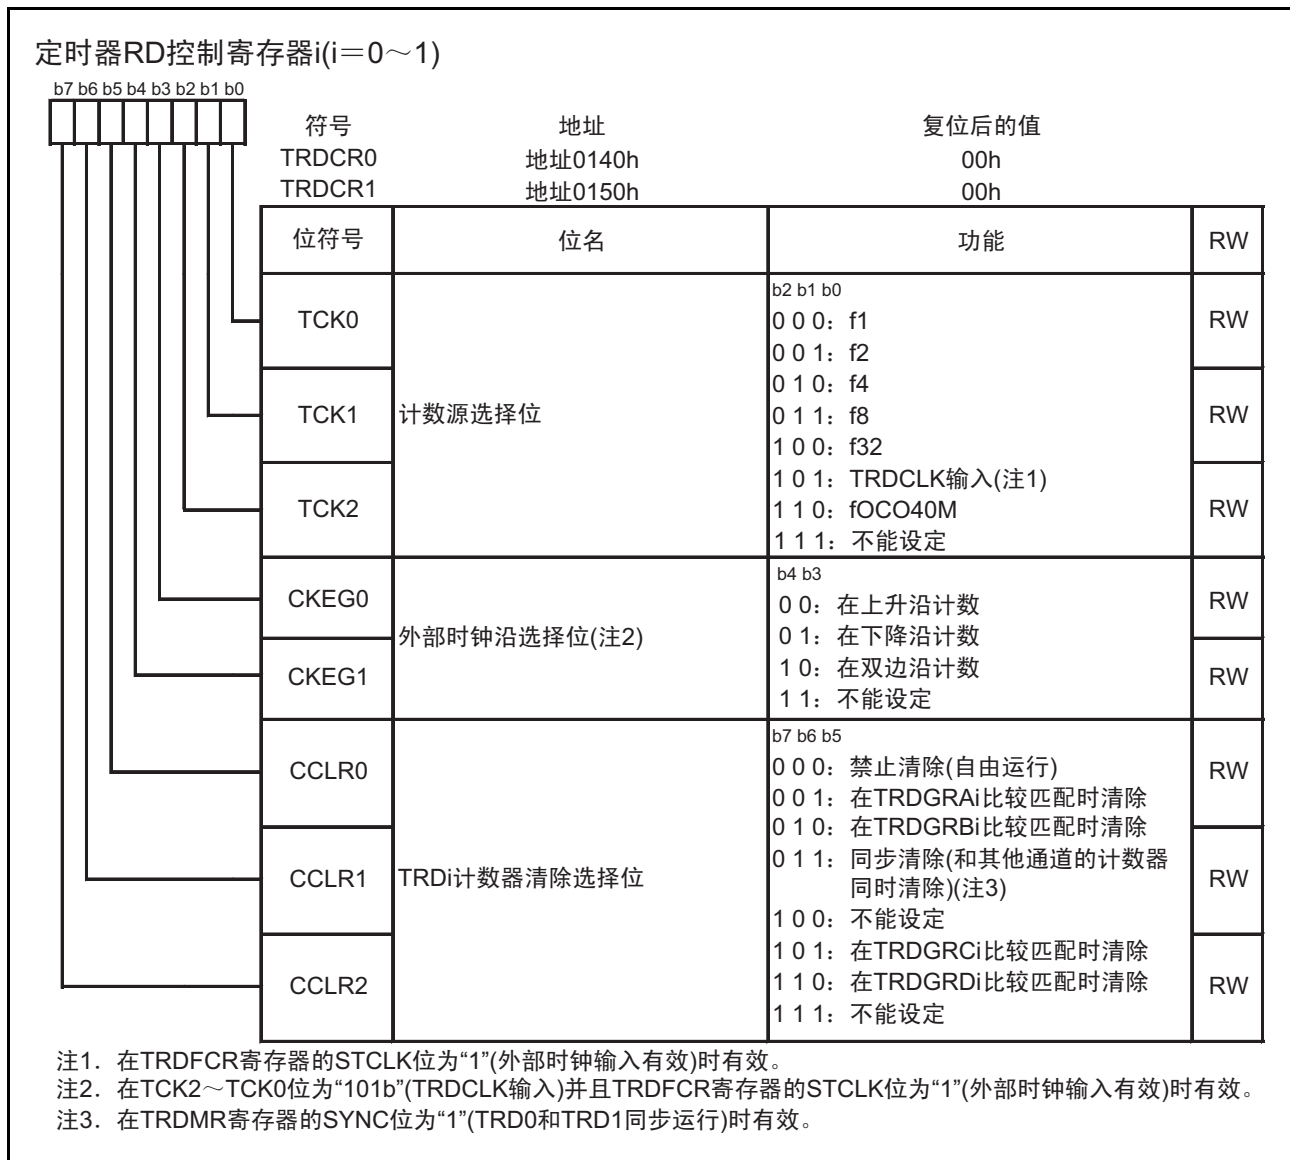 定时器RD控制寄存器i(i＝0～1)
b7 b6 b5 b4 b3 b2 b1 b0
符号 地址 复位后的值
TRDCR0 地址0140h 00h
TRDCR1 地址0150h 00h
位符号 位名 功能 RW
TCK0 RW
TCK1 计数源选择位 RW
TCK2 RW
b2 b1 b0
0 0 0：f1
0 0 1：f2
0 1 0：f4
0 1 1：f8
1 0 0：f32
1 0 1：TRDCLK输入(注1)
1 1 0：fOCO40M
1 1 1：不能设定
CKEG0 RW
外部时钟沿选择位(注2)
CKEG1 RW
b4 b3
0 0：在上升沿计数
0 1：在下降沿计数
1 0：在双边沿计数
1 1：不能设定
CCLR0 RW
CCLR1 TRDi计数器清除选择位 RW
CCLR2 RW
b7 b6 b5
0 0 0：禁止清除(自由运行)
0 0 1：在TRDGRAi比较匹配时清除
0 1 0：在TRDGRBi比较匹配时清除
0 1 1：同步清除(和其他通道的计数器
同时清除)(注3)
1 0 0：不能设定
1 0 1：在TRDGRCi比较匹配时清除
1 1 0：在TRDGRDi比较匹配时清除
1 1 1：不能设定
注1．在TRDFCR寄存器的STCLK位为“1”(外部时钟输入有效)时有效。
注2．在TCK2～TCK0位为“101b”(TRDCLK输入)并且TRDFCR寄存器的STCLK位为“1”(外部时钟输入有效)时有效。
注3．在TRDMR寄存器的SYNC位为“1”(TRD0和TRD1同步运行)时有效。